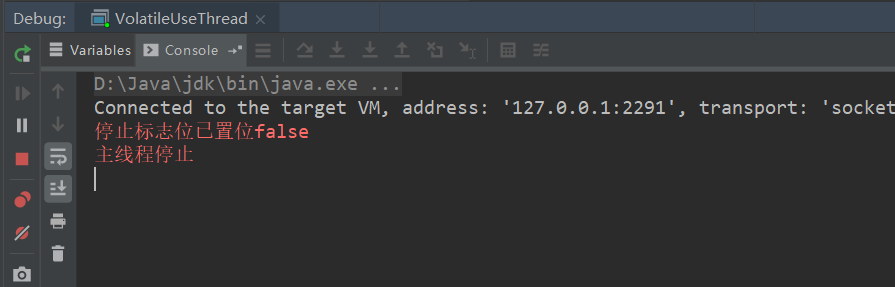 Debug: VolatileUseThread ×
Variables Console
D:\Java\jdk\bin\java.exe ...
Connected to the target VM, address: '127.0.0.1:2291', transport: 'socket
停止标志位已置位false
主线程停止